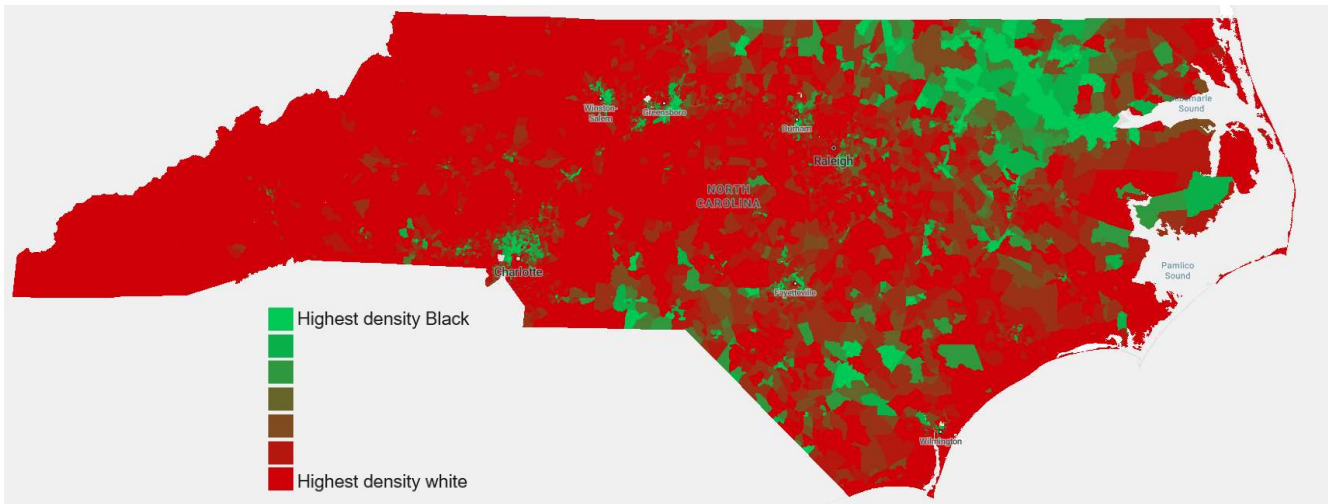 Winston-
Salem
Greensboro
Durham
Raleigh
NORTH
CAROLINA
Sound
Charlotte
Fayetteville
Pamlico
Sound
Wilmington
Highest density Black
Highest density white